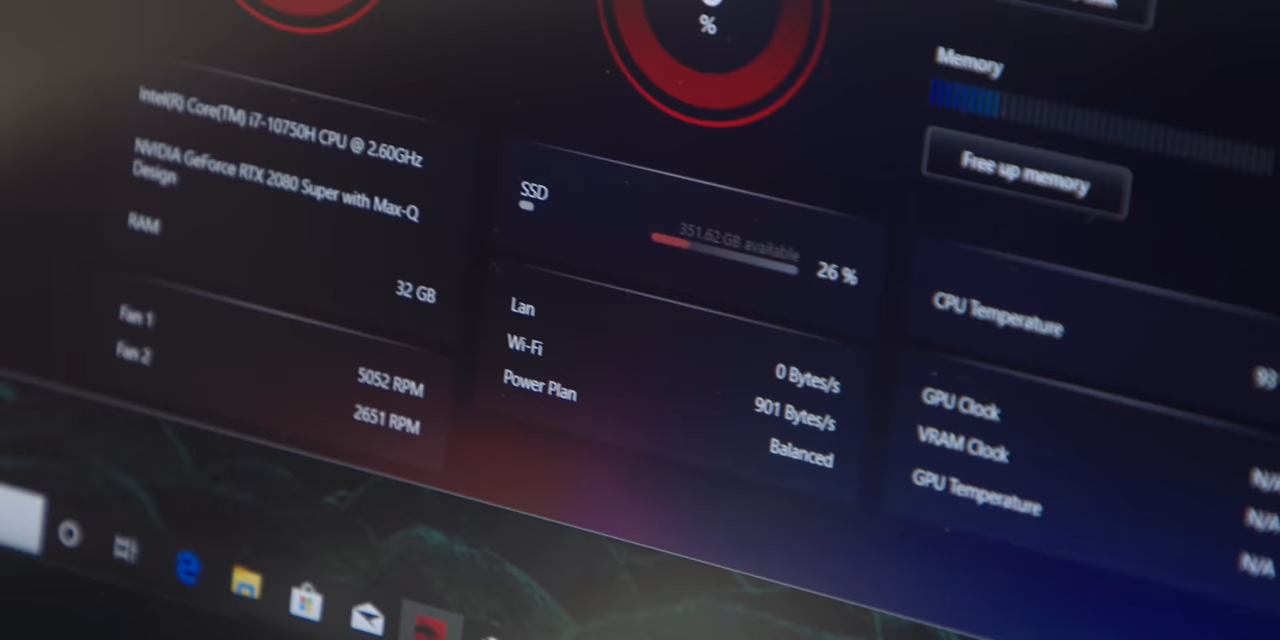 %
Intel(R) Core(TM) i7-10750H CPU @ 2.60GHz
NVIDIA GeForce RTX 2080 Super with Max-Q
Design
RAM
32 GB
Fan 1
5052 RPM
Fan 2
2651 RPM
SSD
351.62 GB available
26 %
Lan
0 Bytes/s
Wi-Fi
901 Bytes/s
Power Plan
Balanced
Memory
Free up memory
CPU Temperature
GPU Clock
N/A
VRAM Clock
N/A
GPU Temperature
N/A